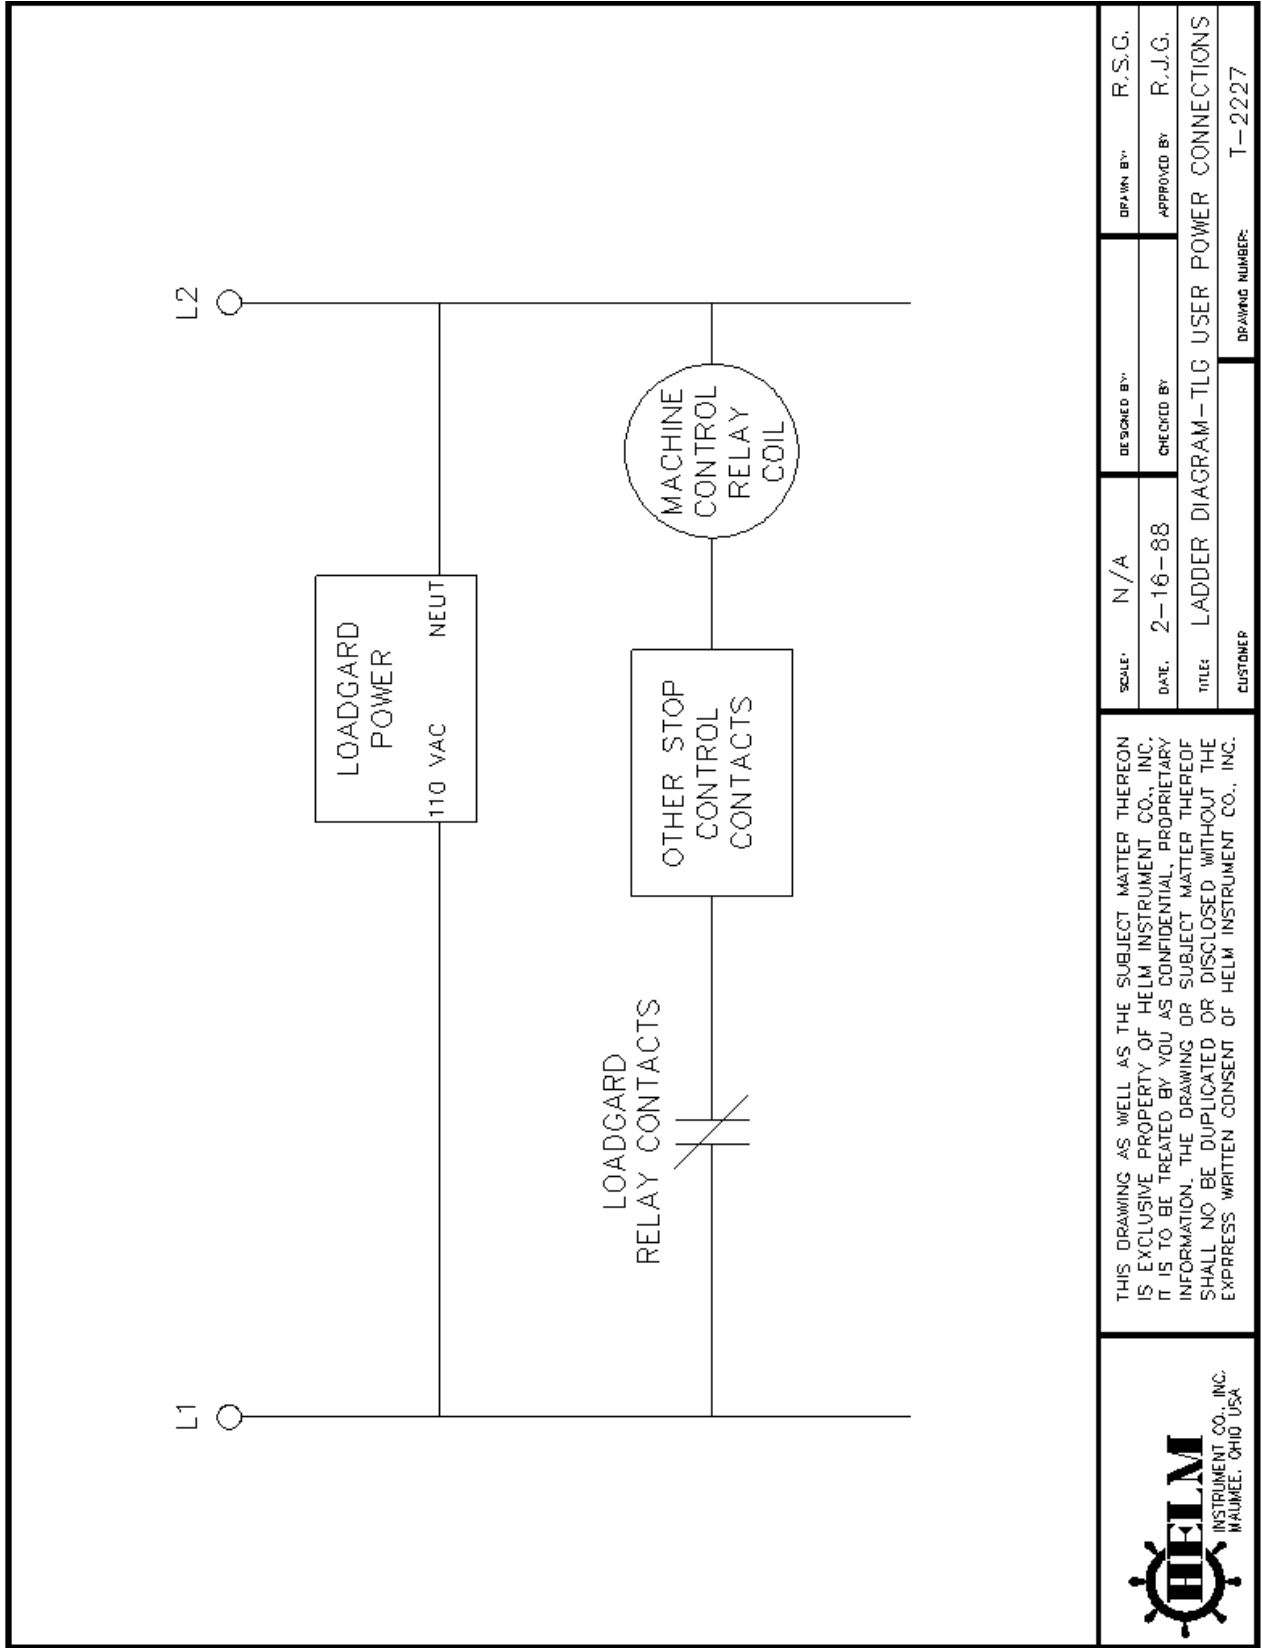 L1
L2
LOADGARD
POWER
110 VAC
NEUT
LOADGARD
RELAY CONTACTS
OTHER STOP
CONTROL
CONTACTS
MACHINE
CONTROL
RELAY
COIL
HELM
INSTRUMENT CO., INC.
MAUMEE, OHIO USA
THIS DRAWING AS WELL AS THE SUBJECT MATTER THEREON
IS EXCLUSIVE PROPERTY OF HELM INSTRUMENT CO., INC.
IT IS TO BE TREATED BY YOU AS CONFIDENTIAL, PROPRIETARY
INFORMATION. THE DRAWING OR SUBJECT MATTER THEREOF
SHALL NO BE DUPLICATED OR DISCLOSED WITHOUT THE
EXPRRESS WRITTEN CONSENT OF HELM INSTRUMENT CO., INC.
SCALE: N/A
DESIGNED BY:
DRAWN BY: R.S.G.
DATE. 2-16-88
CHECKED BY
APPROVED BY R.J.G.
TITLE: LADDER DIAGRAM-TLG USER POWER CONNECTIONS
CUSTOMER
DRAWING NUMBER: T-2227